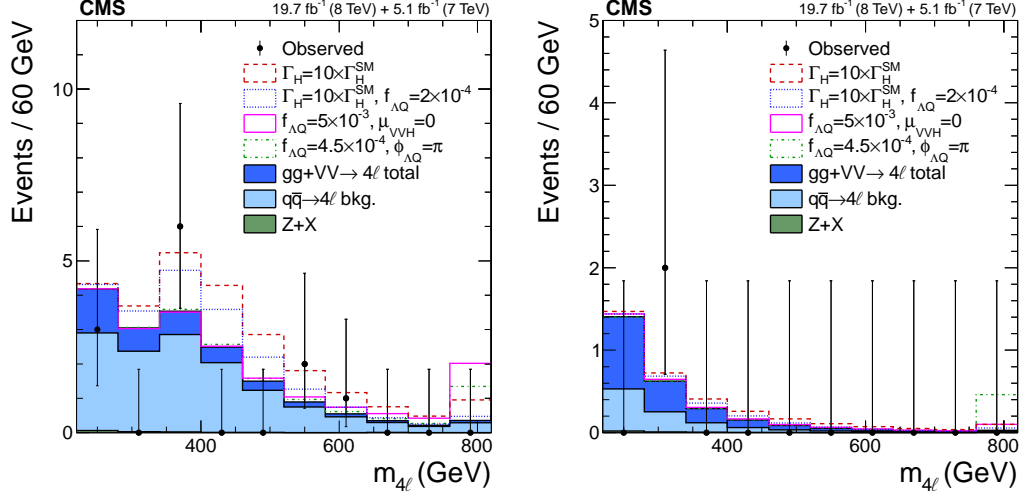 CMS 19.7 fb⁻¹ (8 TeV) + 5.1 fb⁻¹ (7 TeV)
Events / 60 GeV
10
5
0
Observed
Γ_H=10×Γ_H^SM
Γ_H=10×Γ_H^SM, f_ΛQ=2×10⁻⁴
f_ΛQ=5×10⁻³, μ_VVH=0
f_ΛQ=4.5×10⁻⁴, ϕ_ΛQ=π
gg+VV→ 4ℓ total
qq̅→4ℓ bkg.
Z+X
400 600 800
m_4ℓ (GeV)
CMS 19.7 fb⁻¹ (8 TeV) + 5.1 fb⁻¹ (7 TeV)
Events / 60 GeV
5
4
3
2
1
0
Observed
Γ_H=10×Γ_H^SM
Γ_H=10×Γ_H^SM, f_ΛQ=2×10⁻⁴
f_ΛQ=5×10⁻³, μ_VVH=0
f_ΛQ=4.5×10⁻⁴, ϕ_ΛQ=π
gg+VV→ 4ℓ total
qq̅→4ℓ bkg.
Z+X
400 600 800
m_4ℓ (GeV)